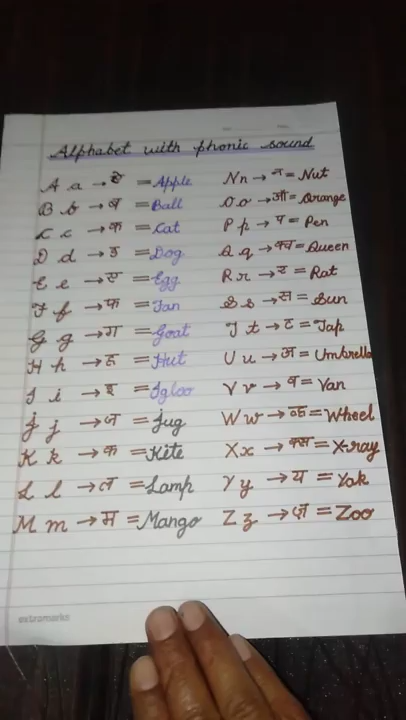 Alphabet with phonic sound
A a → ऐ = Apple
B b → ब = Ball
C c → क = Cat
D d → ड = Dog
E e → ए = Egg
F f → फ = Fan
G g → ग = Goat
H h → ह = Hut
I i → इ = Igloo
J j → ज = Jug
K k → क = Kite
L l → ल = Lamp
M m → म = Mango
N n → न = Nut
O o → ऑ = Orange
P p → प = Pen
Q q → क्व = Queen
R r → र = Rat
S s → स = Sun
T t → ट = Tap
U u → अ = Umbrella
V v → व = Van
W w → = Wheel
X x → क्स = X-ray
Y y → य = Yak
Z z → ज़ = Zoo
extramarks